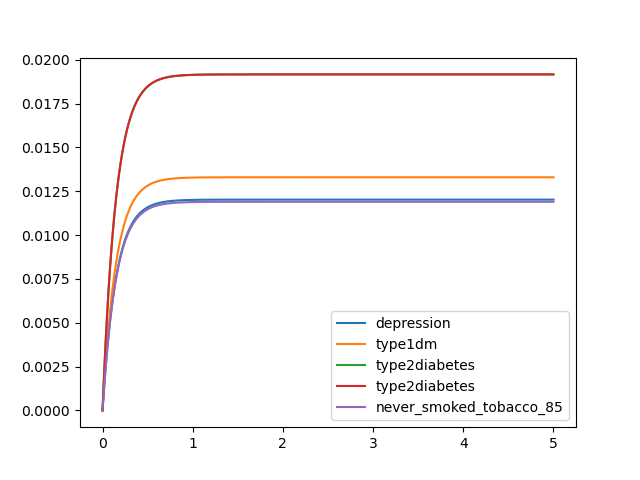 0.0200
0.0175
0.0150
0.0125
0.0100
0.0075
0.0050
0.0025
0.0000
depression
type1dm
type2diabetes
type2diabetes
never_smoked_tobacco_85
0 1 2 3 4 5